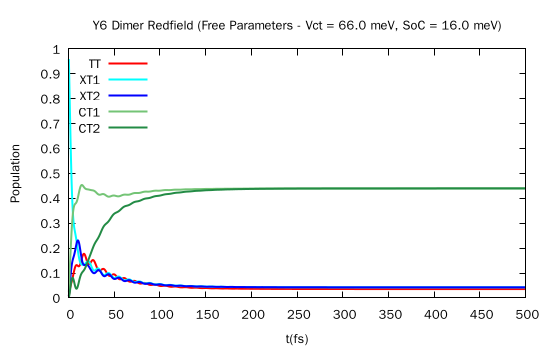 Y6 Dimer Redfield (Free Parameters - Vct = 66.0 meV, SoC = 16.0 meV)
1
0.9
0.8
0.7
0.6
0.5
0.4
0.3
0.2
0.1
0
Population
TT
XT1
XT2
CT1
CT2
0 50 100 150 200 250 300 350 400 450 500
t(fs)